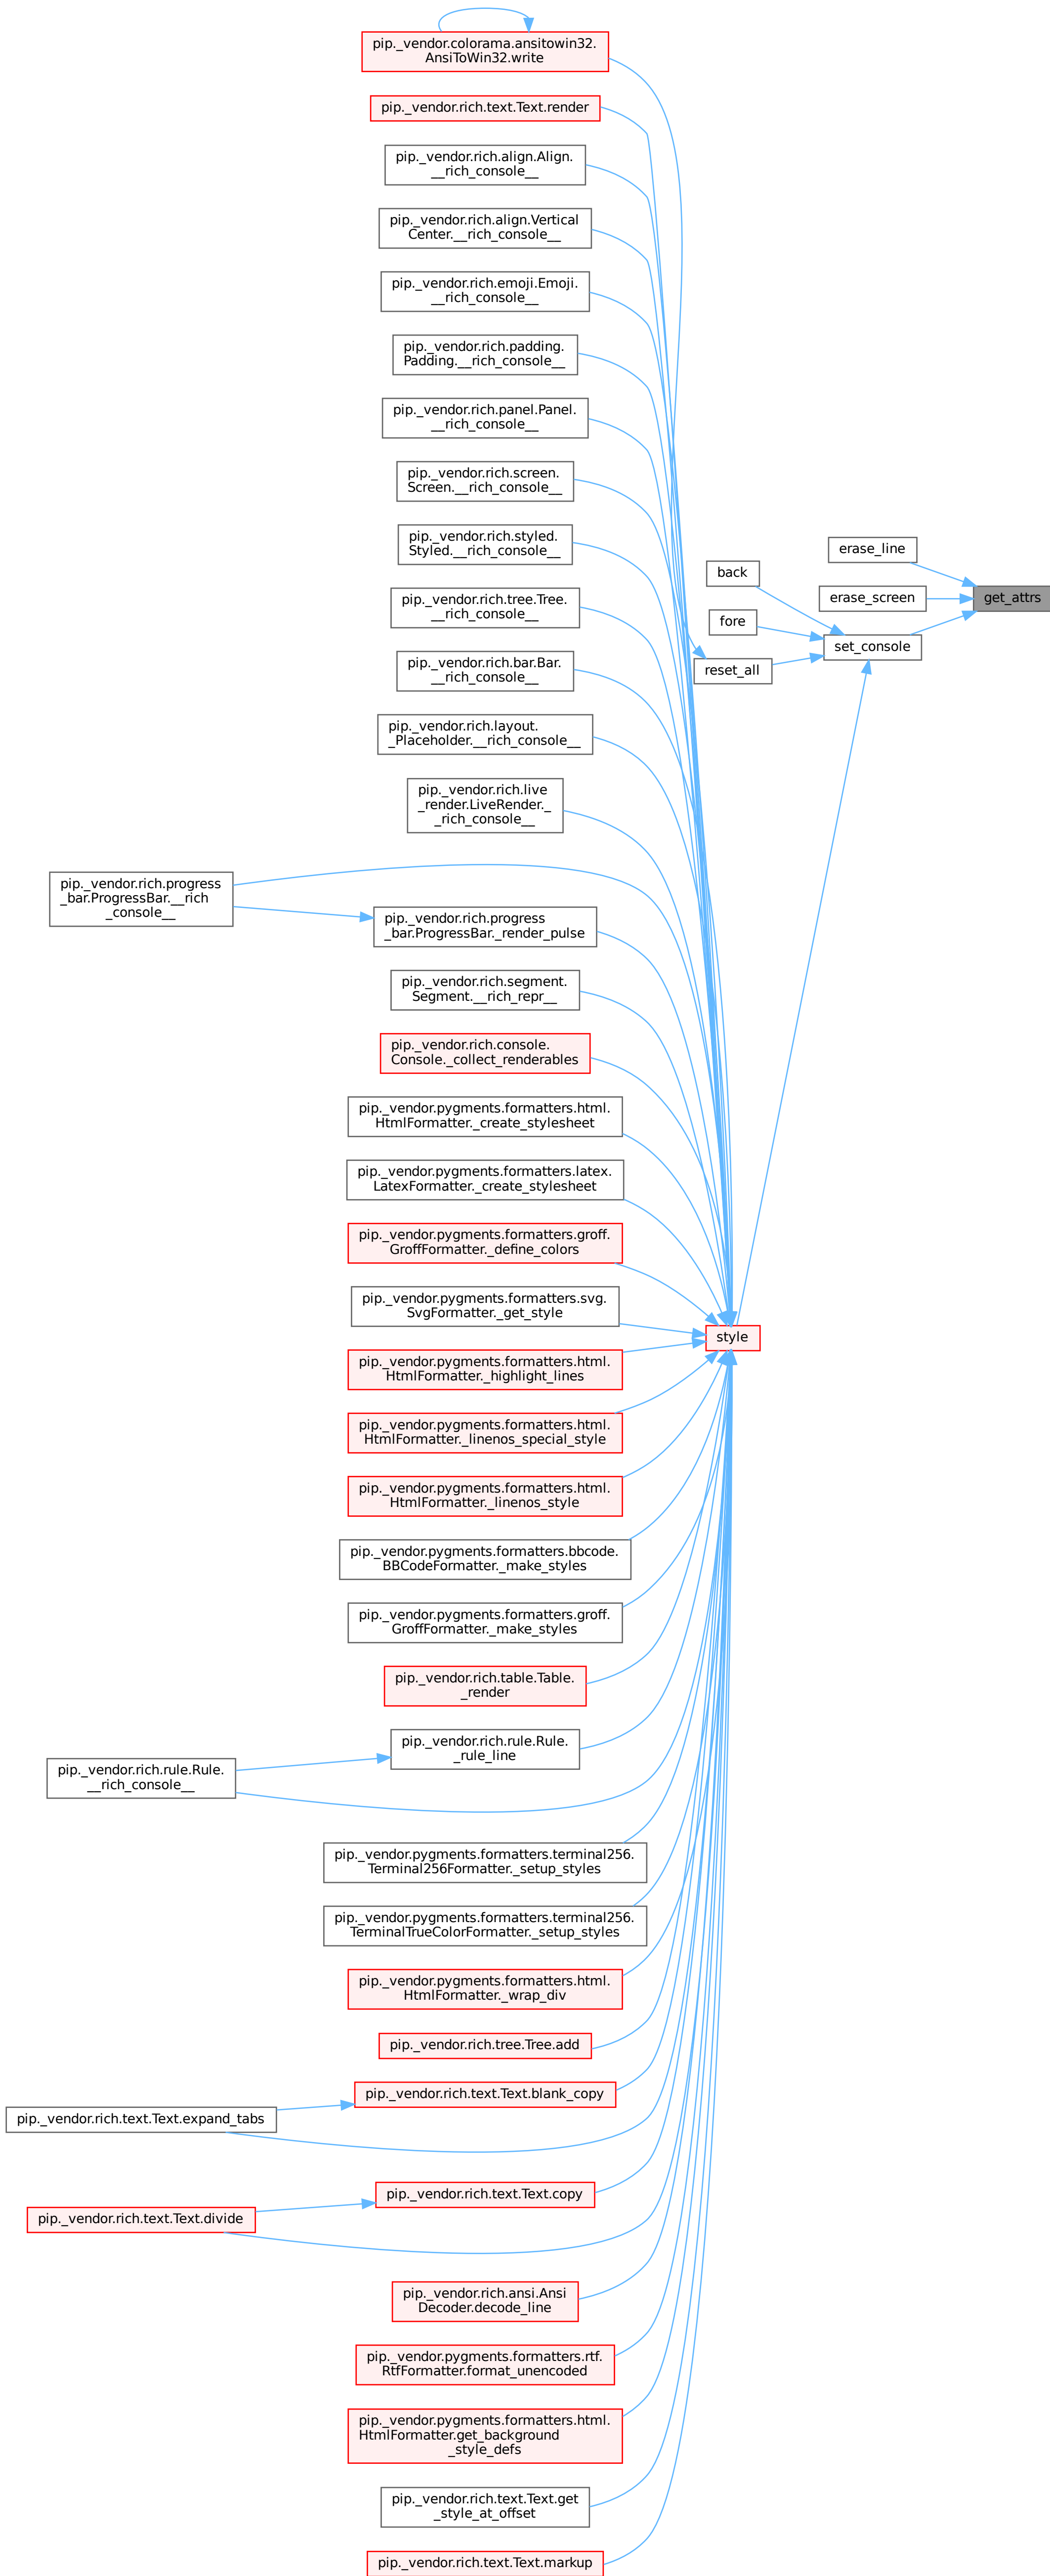 pip._vendor.colorama.ansitowin32.
AnsiToWin32.write
pip._vendor.rich.text.Text.render
pip._vendor.rich.align.Align.
__rich_console__
pip._vendor.rich.align.Vertical
Center.__rich_console__
pip._vendor.rich.emoji.Emoji.
__rich_console__
pip._vendor.rich.padding.
Padding.__rich_console__
pip._vendor.rich.panel.Panel.
__rich_console__
pip._vendor.rich.screen.
Screen.__rich_console__
pip._vendor.rich.styled.
Styled.__rich_console__
pip._vendor.rich.tree.Tree.
__rich_console__
pip._vendor.rich.bar.Bar.
__rich_console__
pip._vendor.rich.layout.
_Placeholder.__rich_console__
pip._vendor.rich.live
_render.LiveRender._
_rich_console__
pip._vendor.rich.progress
_bar.ProgressBar.__rich
_console__
pip._vendor.rich.progress
_bar.ProgressBar._render_pulse
pip._vendor.rich.segment.
Segment.__rich_repr__
pip._vendor.rich.console.
Console._collect_renderables
pip._vendor.pygments.formatters.html.
HtmlFormatter._create_stylesheet
pip._vendor.pygments.formatters.latex.
LatexFormatter._create_stylesheet
pip._vendor.pygments.formatters.groff.
GroffFormatter._define_colors
pip._vendor.pygments.formatters.svg.
SvgFormatter._get_style
pip._vendor.pygments.formatters.html.
HtmlFormatter._highlight_lines
pip._vendor.pygments.formatters.html.
HtmlFormatter._linenos_special_style
pip._vendor.pygments.formatters.html.
HtmlFormatter._linenos_style
pip._vendor.pygments.formatters.bbcode.
BBCodeFormatter._make_styles
pip._vendor.pygments.formatters.groff.
GroffFormatter._make_styles
pip._vendor.rich.table.Table.
_render
pip._vendor.rich.rule.Rule.
_rule_line
pip._vendor.rich.rule.Rule.
__rich_console__
pip._vendor.pygments.formatters.terminal256.
Terminal256Formatter._setup_styles
pip._vendor.pygments.formatters.terminal256.
TerminalTrueColorFormatter._setup_styles
pip._vendor.pygments.formatters.html.
HtmlFormatter._wrap_div
pip._vendor.rich.tree.Tree.add
pip._vendor.rich.text.Text.blank_copy
pip._vendor.rich.text.Text.expand_tabs
pip._vendor.rich.text.Text.copy
pip._vendor.rich.text.Text.divide
pip._vendor.rich.ansi.Ansi
Decoder.decode_line
pip._vendor.pygments.formatters.rtf.
RtfFormatter.format_unencoded
pip._vendor.pygments.formatters.html.
HtmlFormatter.get_background
_style_defs
pip._vendor.rich.text.Text.get
_style_at_offset
pip._vendor.rich.text.Text.markup
back
fore
reset_all
style
erase_line
erase_screen
set_console
get_attrs